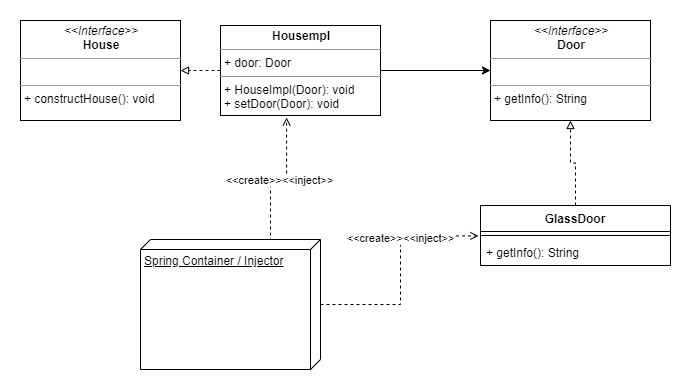 <<Interface>>
House
+ constructHouse(): void
Housempl
+ door: Door
+ HouseImpl(Door): void
+ setDoor(Door): void
<<Interface>>
Door
+ getInfo(): String
<<create>><<inject>>
GlassDoor
+ getInfo(): String
<<create>><<inject>>
Spring Container / Injector